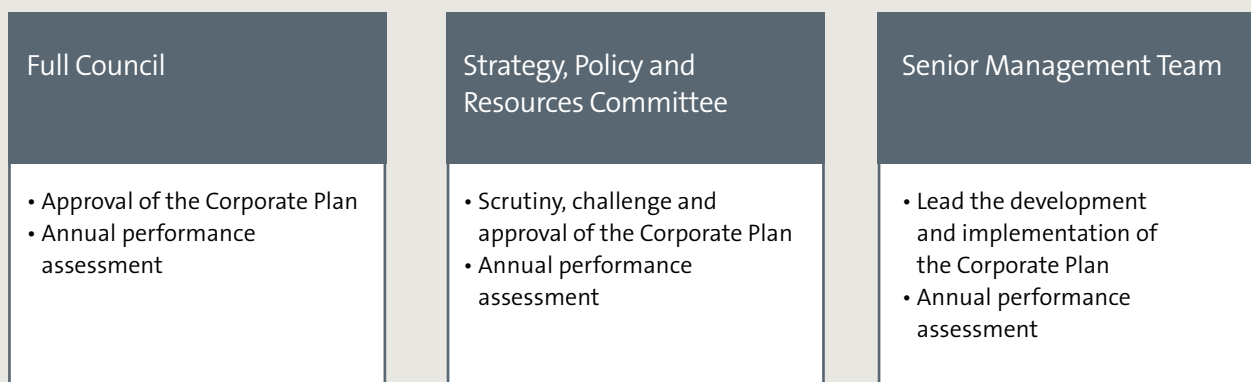 Full Council
• Approval of the Corporate Plan
• Annual performance
assessment
Strategy, Policy and
Resources Committee
• Scrutiny, challenge and
approval of the Corporate Plan
• Annual performance
assessment
Senior Management Team
• Lead the development
and implementation of
the Corporate Plan
• Annual performance
assessment